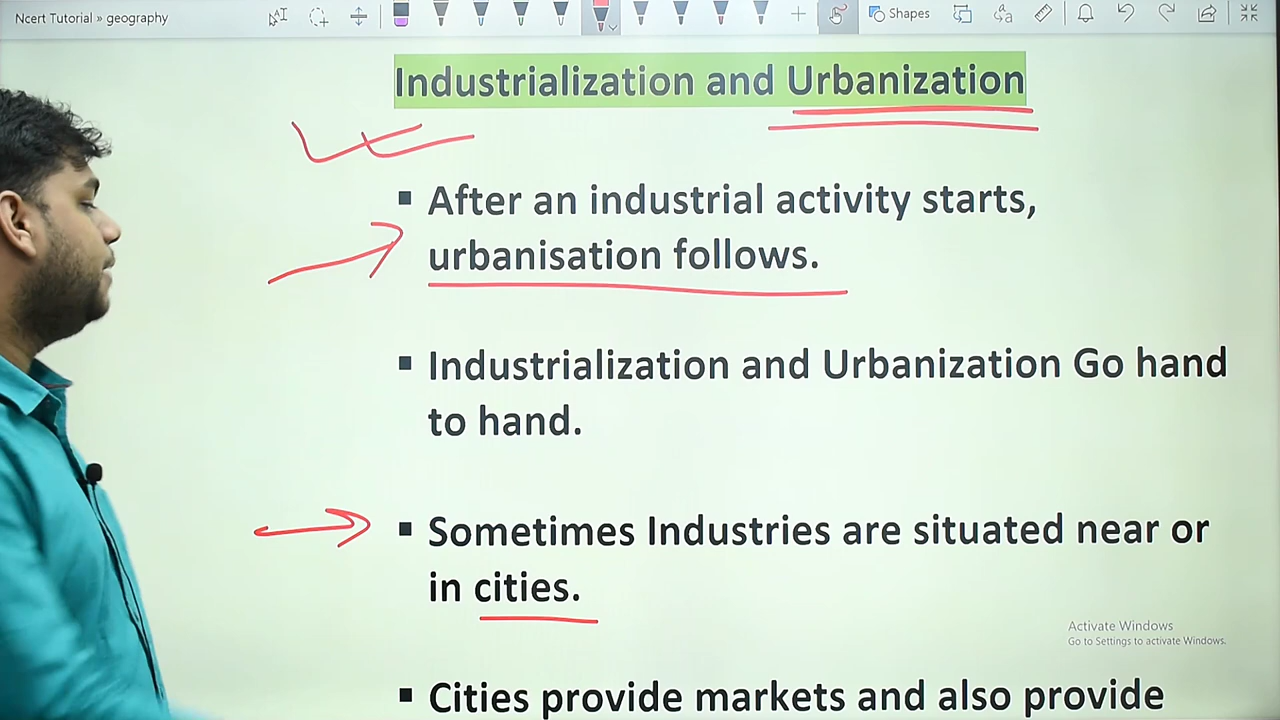 Ncert Tutorial » geography
Shapes
Industrialization and Urbanization
▪ After an industrial activity starts,
urbanisation follows.
▪ Industrialization and Urbanization Go hand
to hand.
▪ Sometimes Industries are situated near or
in cities.
Activate Windows
Go to Settings to activate Windows.
▪ Cities provide markets and also provide